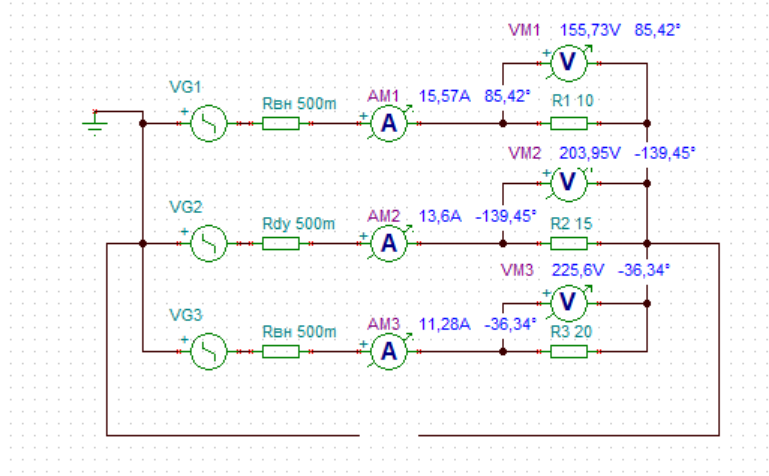 VM1 155,73V 85,42°
+ V
VG1
Rвн 500m
AM1 15,57A 85,42°
R1 10
+ + A
VM2 203,95V -139,45°
+ V
VG2
Rdy 500m
AM2 13,6A -139,45°
R2 15
+ + A
VM3 225,6V -36,34°
+ V
VG3
Rвн 500m
AM3 11,28A -36,34°
R3 20
+ + A